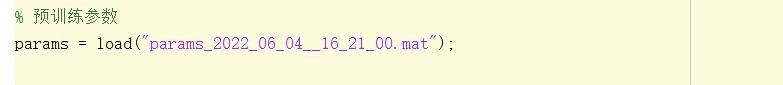 % 预训练参数
params = load("params_2022_06_04__16_21_00.mat");